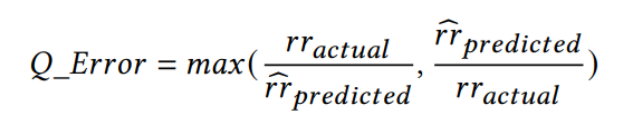 Q_Error = max( rr_actual / r̂r_predicted , r̂r_predicted / rr_actual )